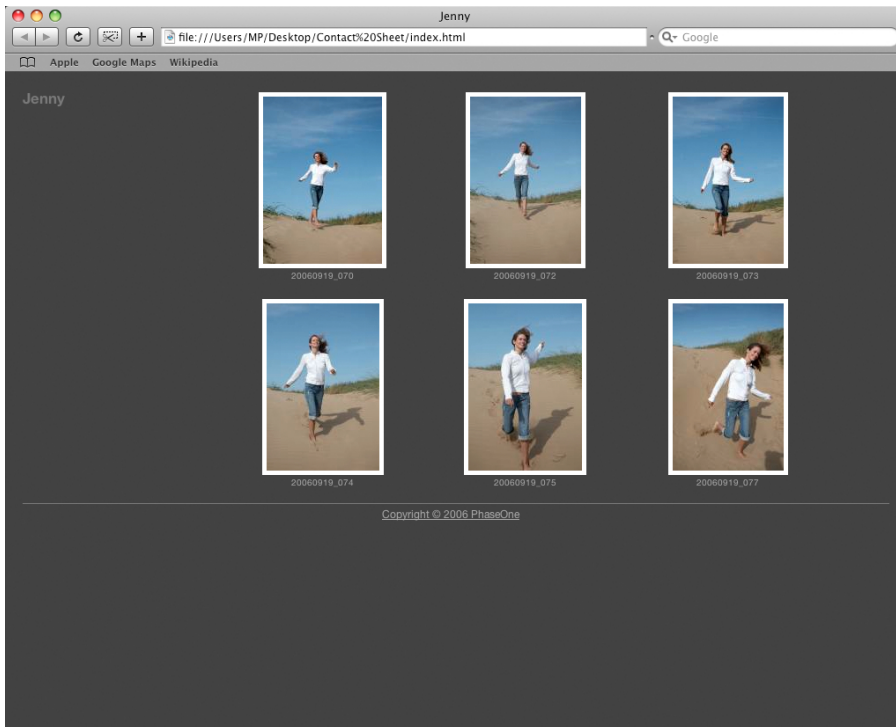 Jenny
file:///Users/MP/Desktop/Contact%20Sheet/index.html
Google
Apple Google Maps Wikipedia
Jenny
20060919_070 20060919_072 20060919_073
20060919_074 20060919_075 20060919_077
Copyright © 2006 PhaseOne